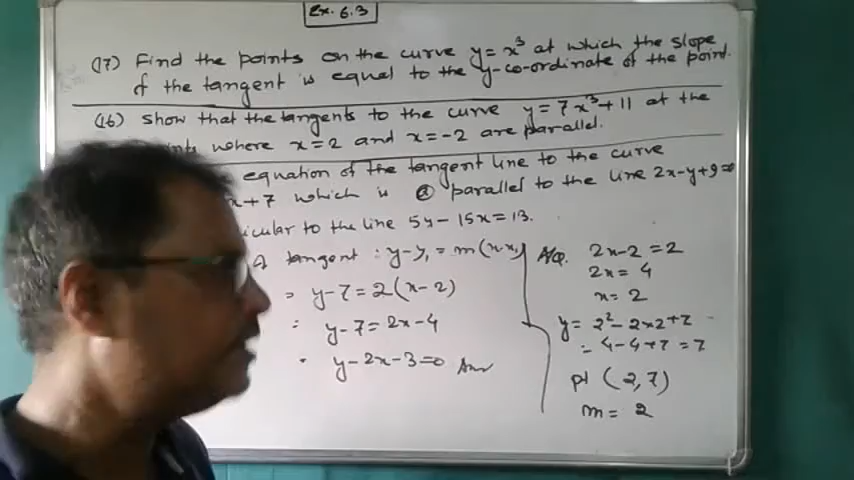 Ex. 6.3
(17) Find the points on the curve y = x³ at which the slope
of the tangent is equal to the y-co-ordinate of the point.
(16) Show that the tangents to the curve y = 7x³ + 11 at the
where x = 2 and x = -2 are parallel.
equation of the tangent line to the curve
x + 7 which is ⓐ parallel to the line 2x - y + 9 = 0
to the line 5y - 15x = 13.
tangent : y - y₁ = m(x - x₁)
y - 7 = 2(x - 2)
y - 7 = 2x - 4
y - 2x - 3 = 0 Ans
A/Q. 2x - 2 = 2
2x = 4
x = 2
y = 2² - 2×2 + 7
= 4 - 4 + 7 = 7
pt (2, 7)
m = 2